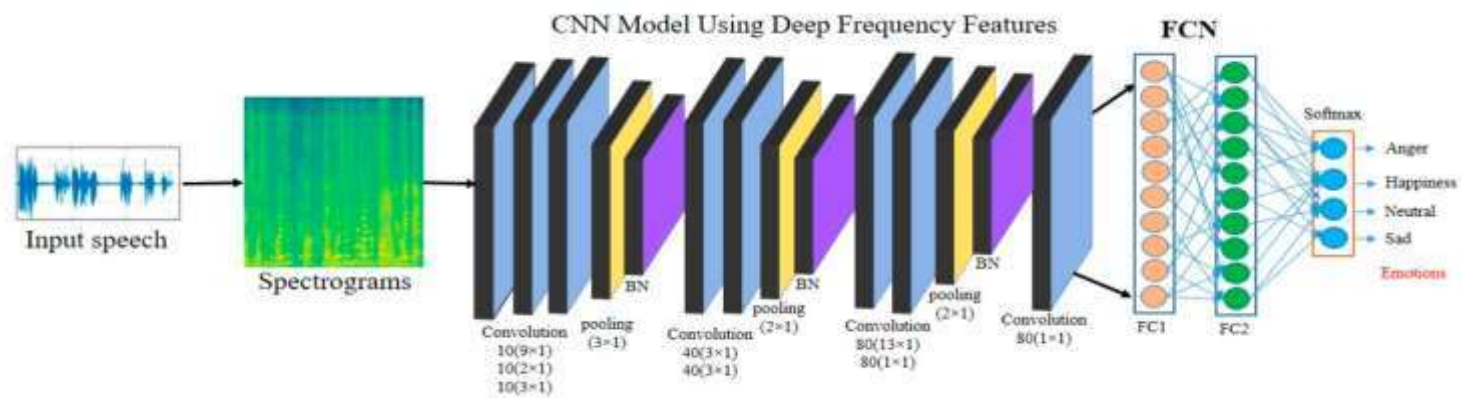 CNN Model Using Deep Frequency Features
FCN
Input speech
Spectrograms
Convolution
10(9×1)
10(2×1)
10(3×1)
pooling
(3×1)
BN
Convolution
40(3×1)
40(3×1)
pooling
(2×1)
BN
Convolution
80(13×1)
80(1×1)
pooling
(2×1)
BN
Convolution
80(1×1)
FC1
FC2
Softmax
Anger
Happiness
Neutral
Sad
Emotions